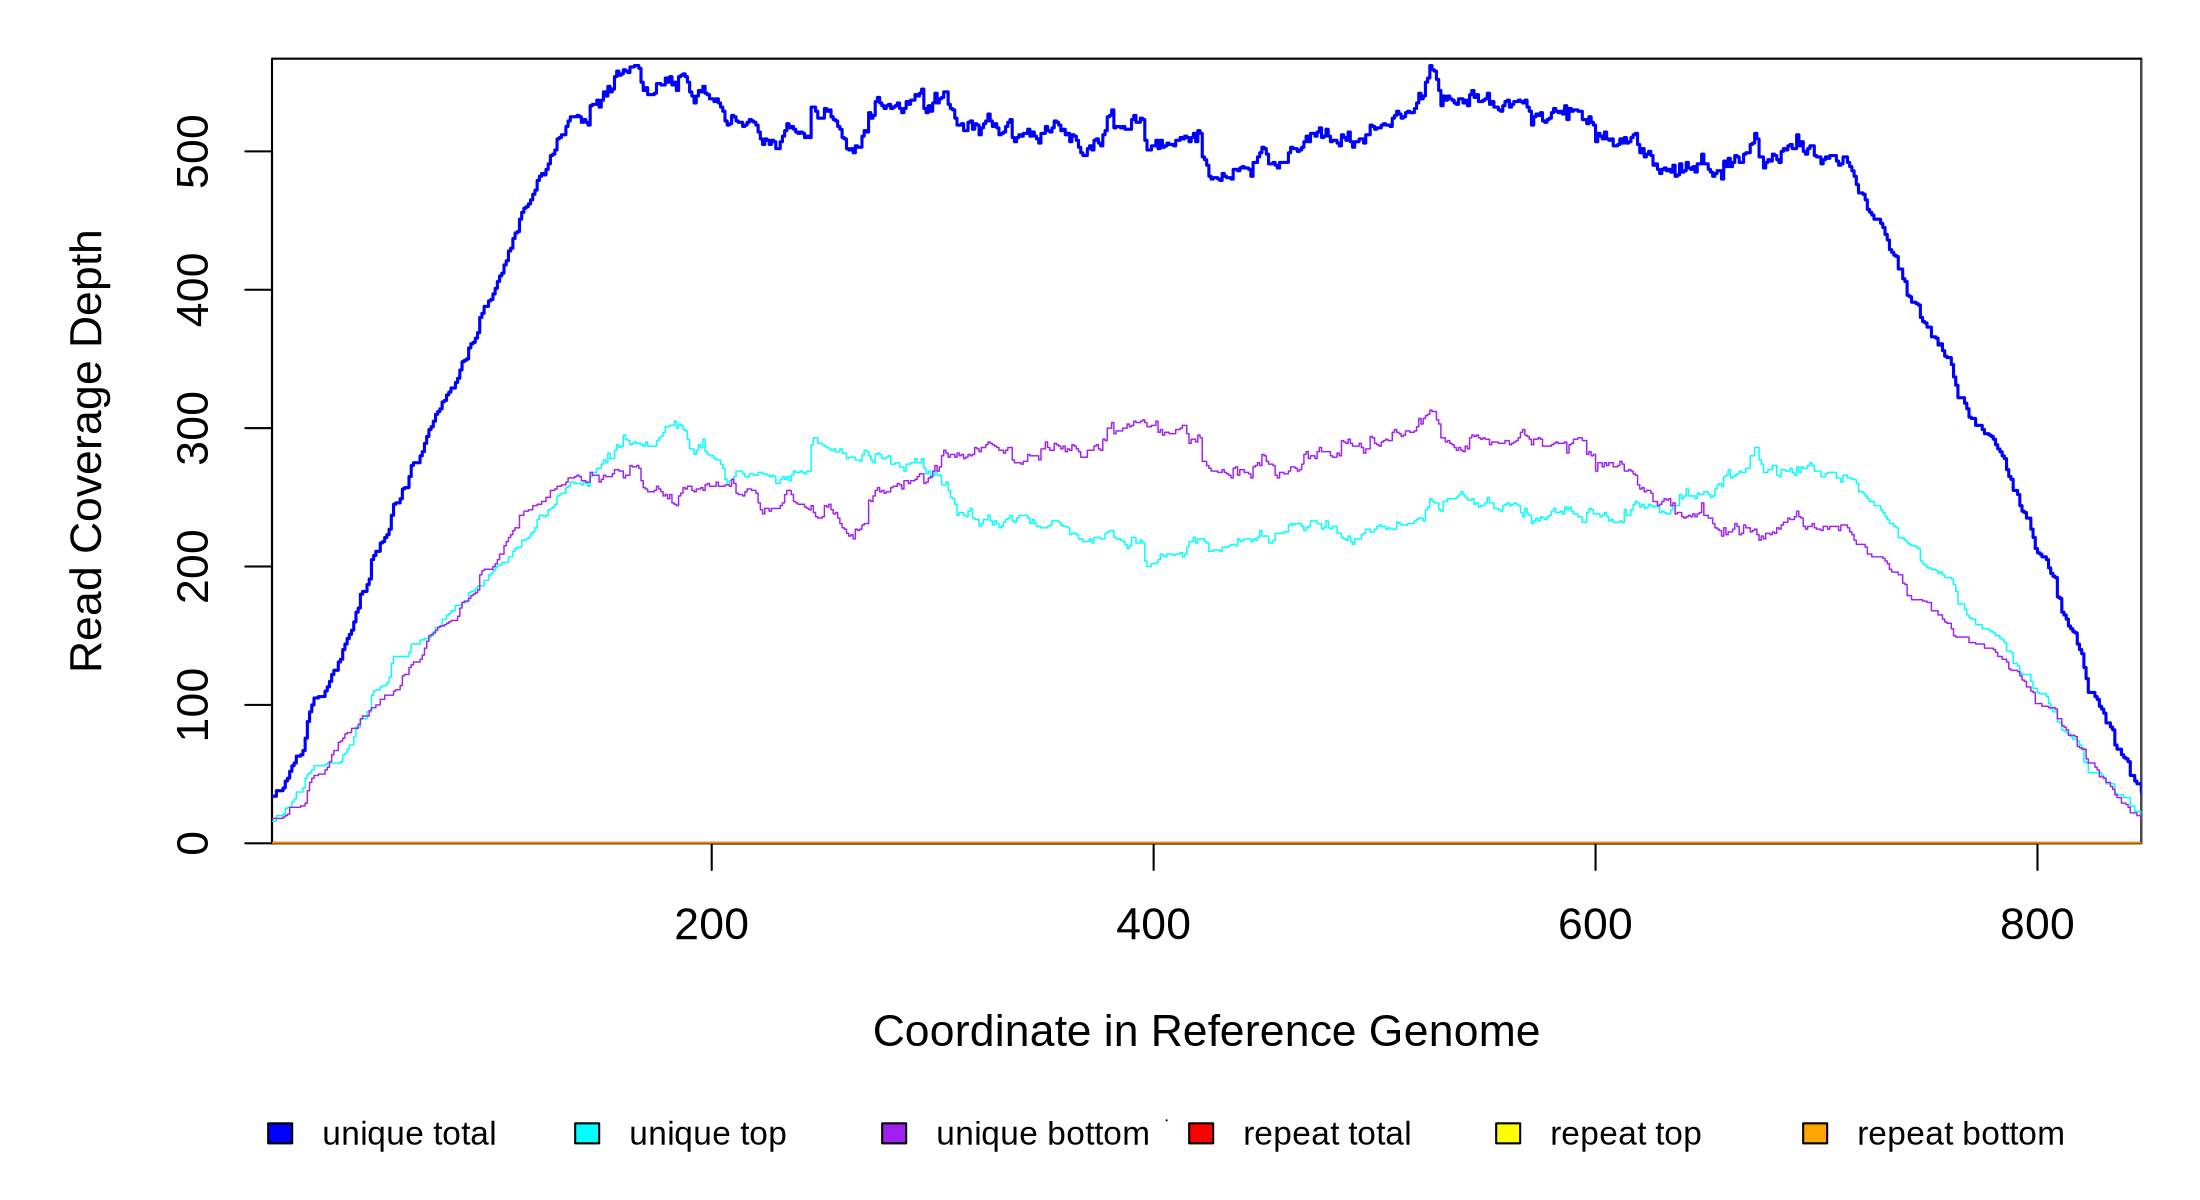 Read Coverage Depth
500
400
300
200
100
0
200 400 600 800
Coordinate in Reference Genome
unique total unique top unique bottom repeat total repeat top repeat bottom